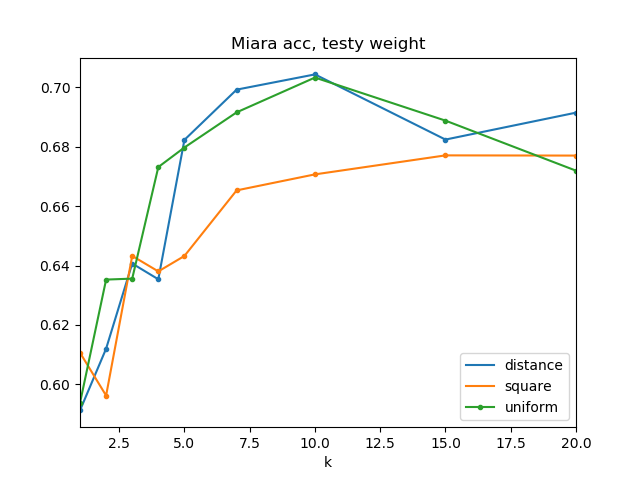 Miara acc, testy weight
0.70
0.68
0.66
0.64
0.62
0.60
distance
square
uniform
2.5 5.0 7.5 10.0 12.5 15.0 17.5 20.0
k